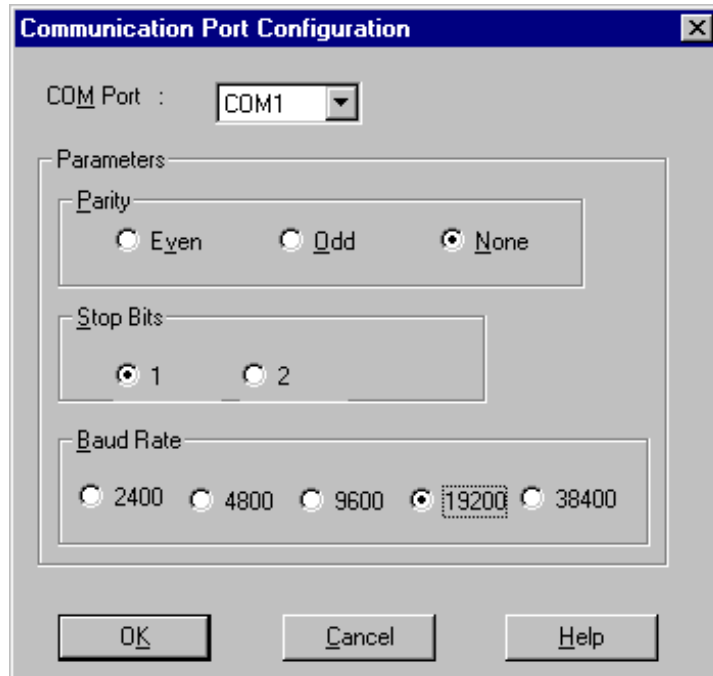 Communication Port Configuration
COM Port :
COM1
Parameters
Parity
Even Odd None
Stop Bits
1 2
Baud Rate
2400 4800 9600 19200 38400
OK Cancel Help